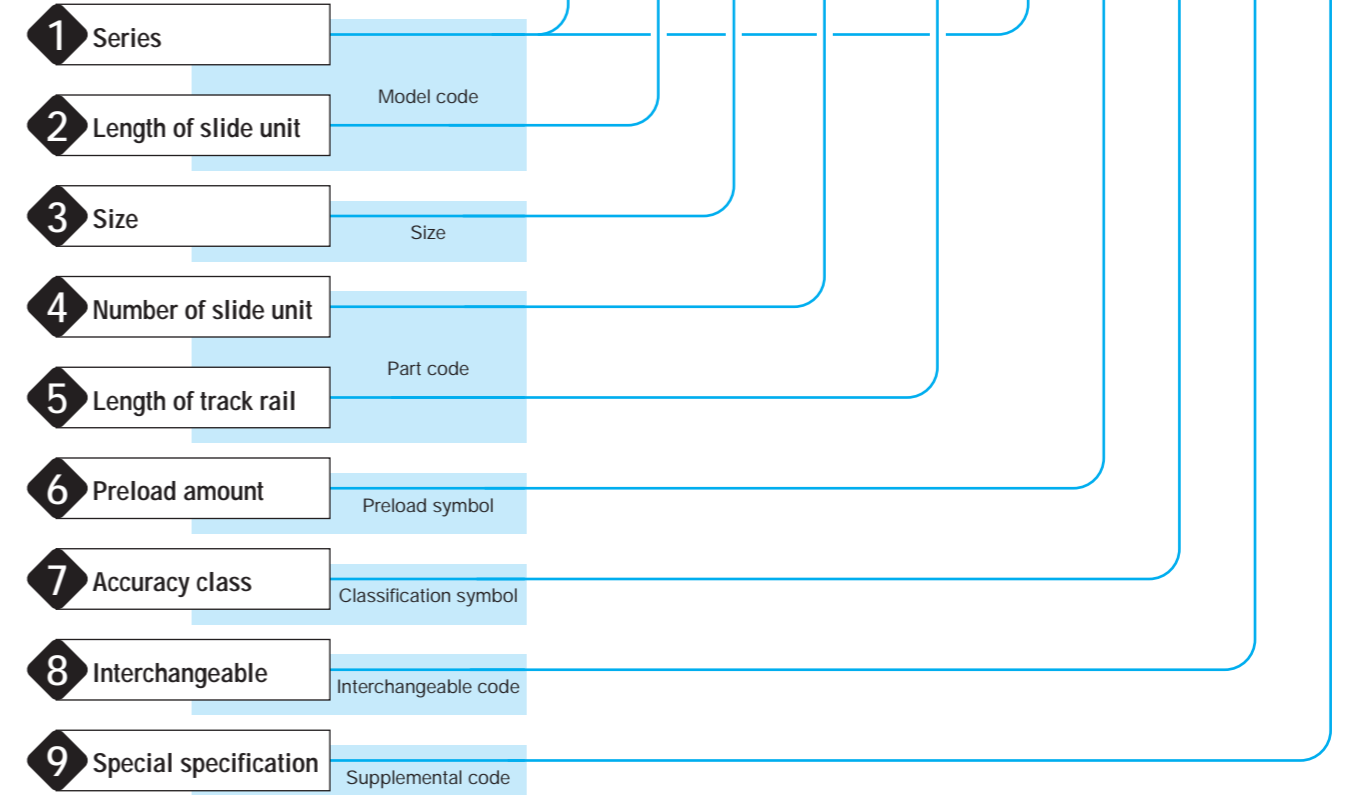 1 Series
Model code
2 Length of slide unit
3 Size
Size
4 Number of slide unit
Part code
5 Length of track rail
6 Preload amount
Preload symbol
7 Accuracy class
Classification symbol
8 Interchangeable
Interchangeable code
9 Special specification
Supplemental code